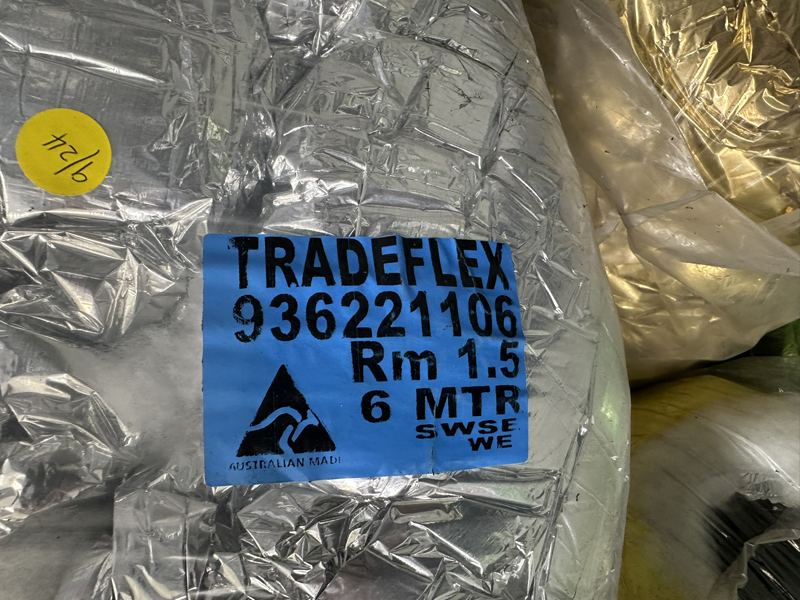 9/24
TRADEFLEX
936221106
Rm 1.5
6 MTR
SWSE
WE
AUSTRALIAN MADE